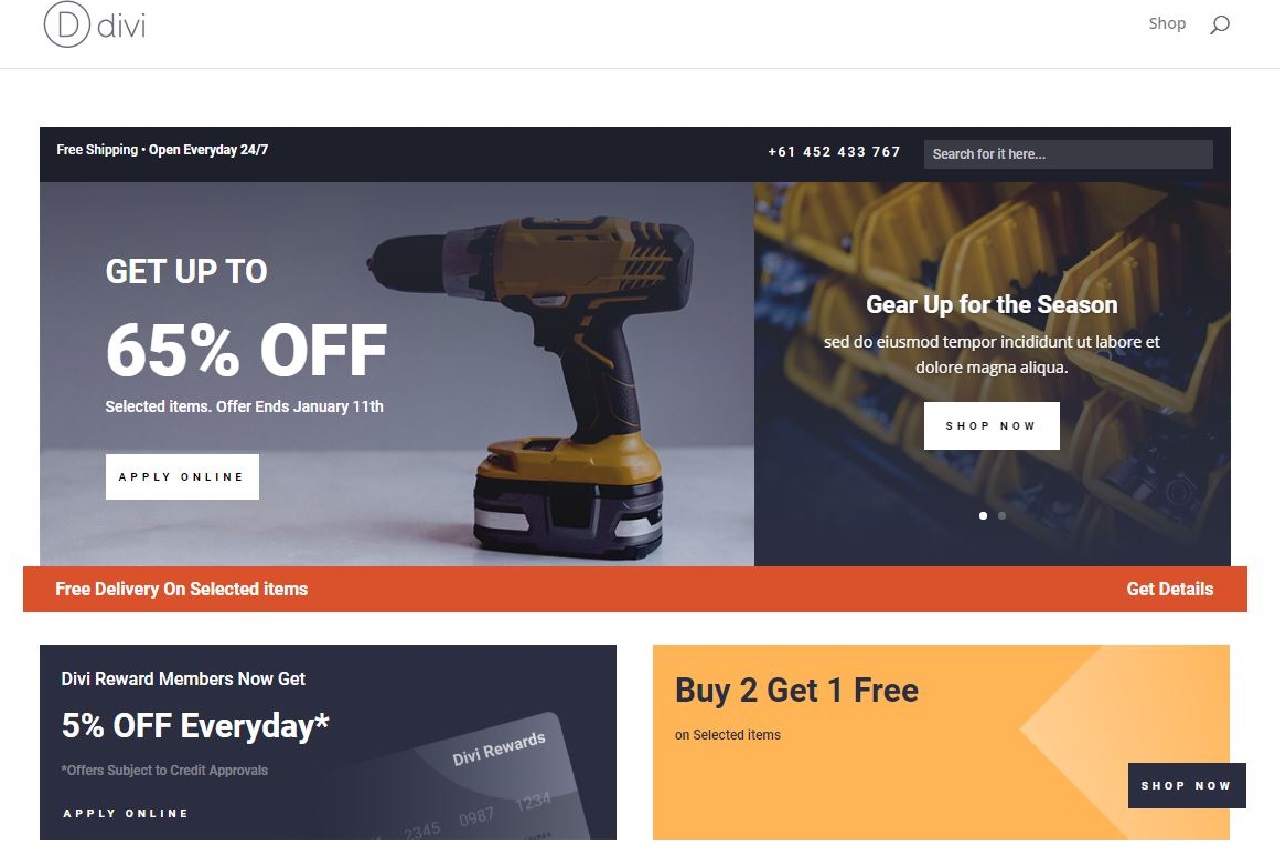 D divi
Shop
Free Shipping • Open Everyday 24/7
+61 452 433 767
Search for it here...
GET UP TO
65% OFF
Selected items. Offer Ends January 11th
APPLY ONLINE
Gear Up for the Season
sed do eiusmod tempor incididunt ut labore et
dolore magna aliqua.
SHOP NOW
Free Delivery On Selected items
Get Details
Divi Reward Members Now Get
5% OFF Everyday*
*Offers Subject to Credit Approvals
APPLY ONLINE
Divi Rewards
2345 0987 1234
Buy 2 Get 1 Free
on Selected items
SHOP NOW